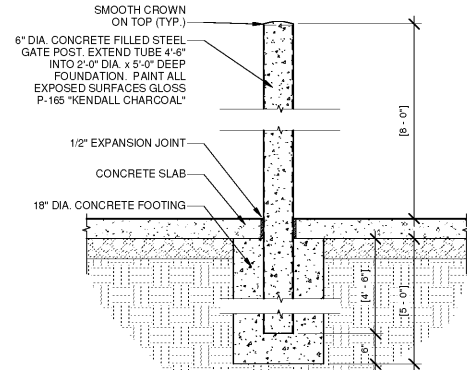 SMOOTH CROWN
ON TOP (TYP.)
6" DIA. CONCRETE FILLED STEEL
GATE POST. EXTEND TUBE 4'-6"
INTO 2'-0" DIA. x 5'-0" DEEP
FOUNDATION. PAINT ALL
EXPOSED SURFACES GLOSS
P-165 "KENDALL CHARCOAL"
1/2" EXPANSION JOINT
CONCRETE SLAB
18" DIA. CONCRETE FOOTING
[8 - 0"]
[4' - 6"]
[5 - 0"]
6"